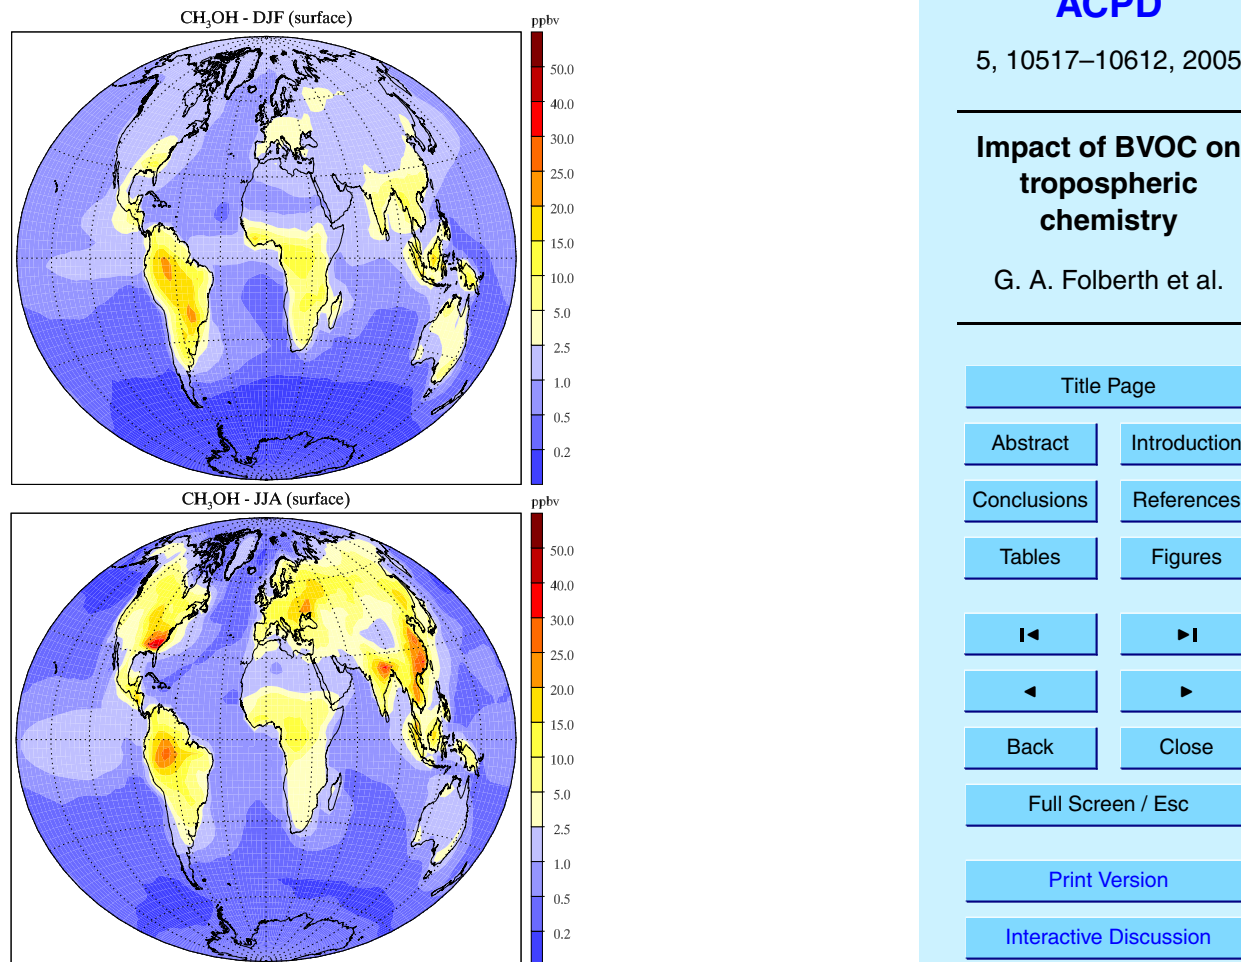 CH3OH - DJF (surface)
ppbv
50.0
40.0
30.0
25.0
20.0
15.0
10.0
5.0
2.5
1.0
0.5
0.2
CH3OH - JJA (surface)
ppbv
50.0
40.0
30.0
25.0
20.0
15.0
10.0
5.0
2.5
1.0
0.5
0.2
ACPD
5, 10517–10612, 2005
Impact of BVOC on
tropospheric
chemistry
G. A. Folberth et al.
Title Page
Abstract
Introduction
Conclusions
References
Tables
Figures
Back
Close
Full Screen / Esc
Print Version
Interactive Discussion